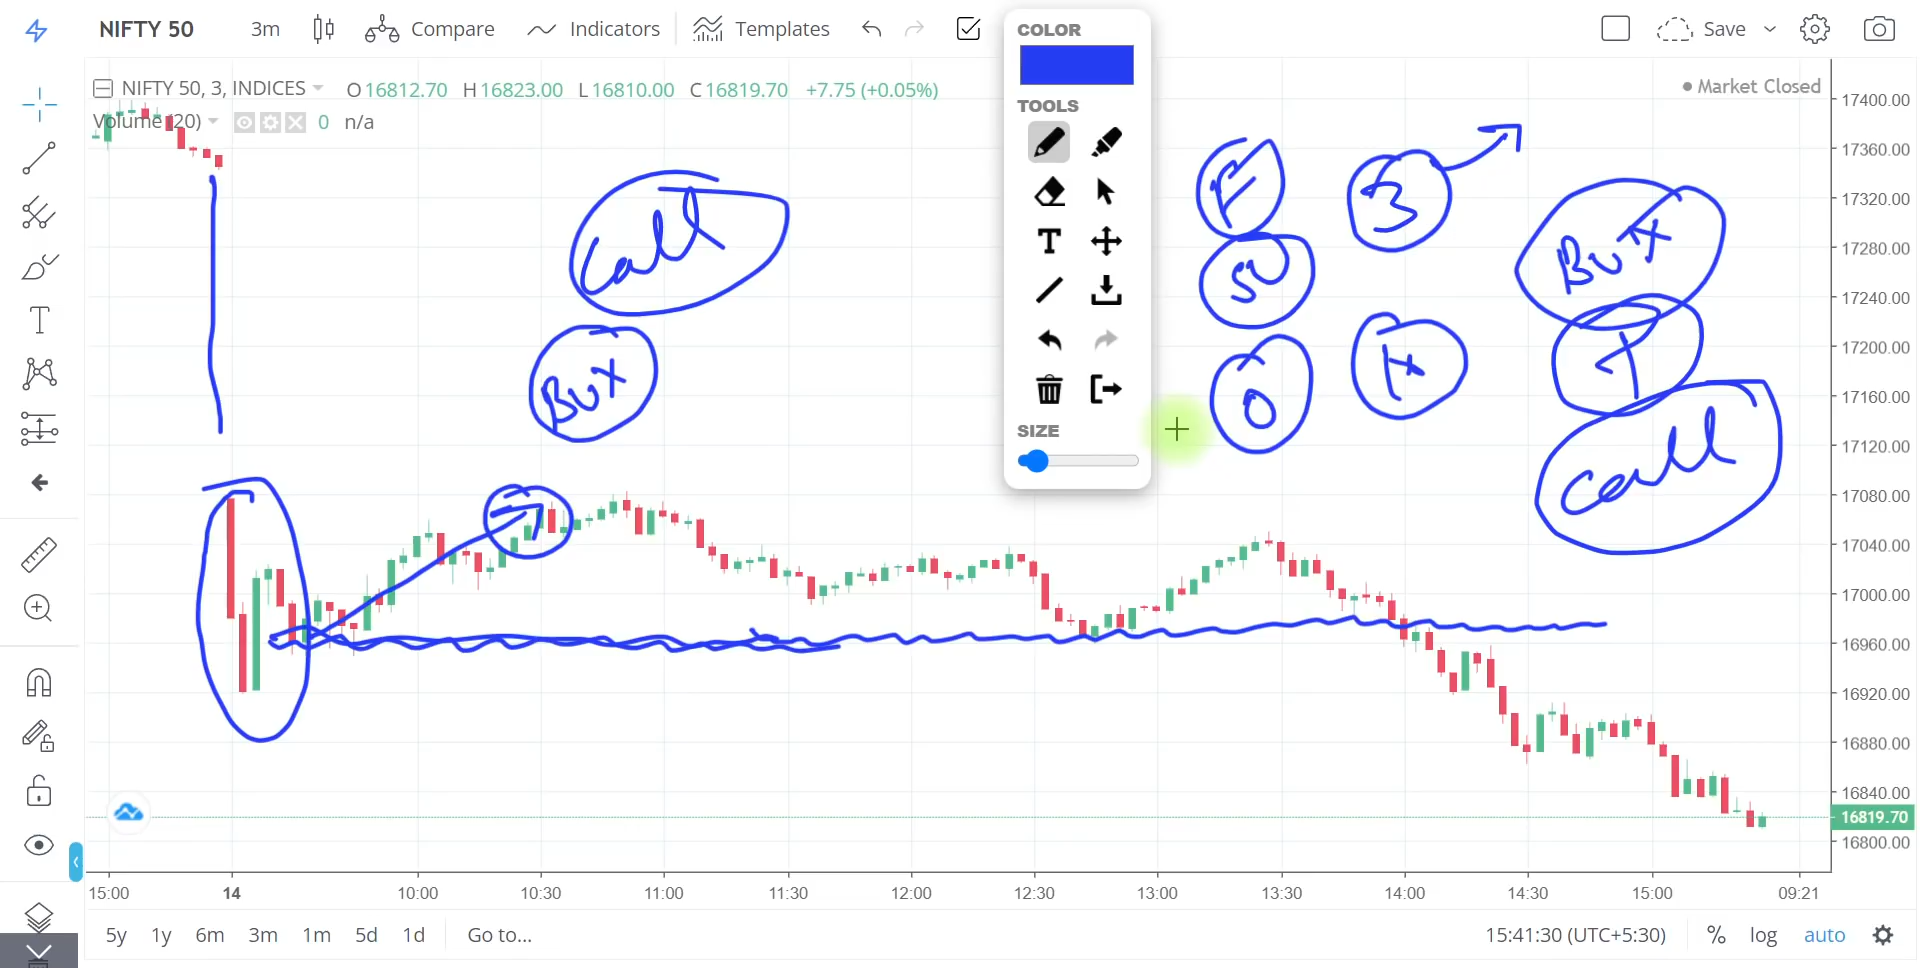 NIFTY 50 3m Compare Indicators Templates Save
COLOR
NIFTY 50, 3, INDICES O16812.70 H16823.00 L16810.00 C16819.70 +7.75 (+0.05%)
Market Closed
Volume (20) 0 n/a
TOOLS
T
SIZE
Call
BUY
3
BUY
Call
17400.00
17360.00
17320.00
17280.00
17240.00
17200.00
17160.00
17120.00
17080.00
17040.00
17000.00
16960.00
16920.00
16880.00
16840.00
16819.70
16800.00
15:00 14 10:00 10:30 11:00 11:30 12:00 12:30 13:00 13:30 14:00 14:30 15:00 09:21
5y 1y 6m 3m 1m 5d 1d Go to... 15:41:30 (UTC+5:30) % log auto